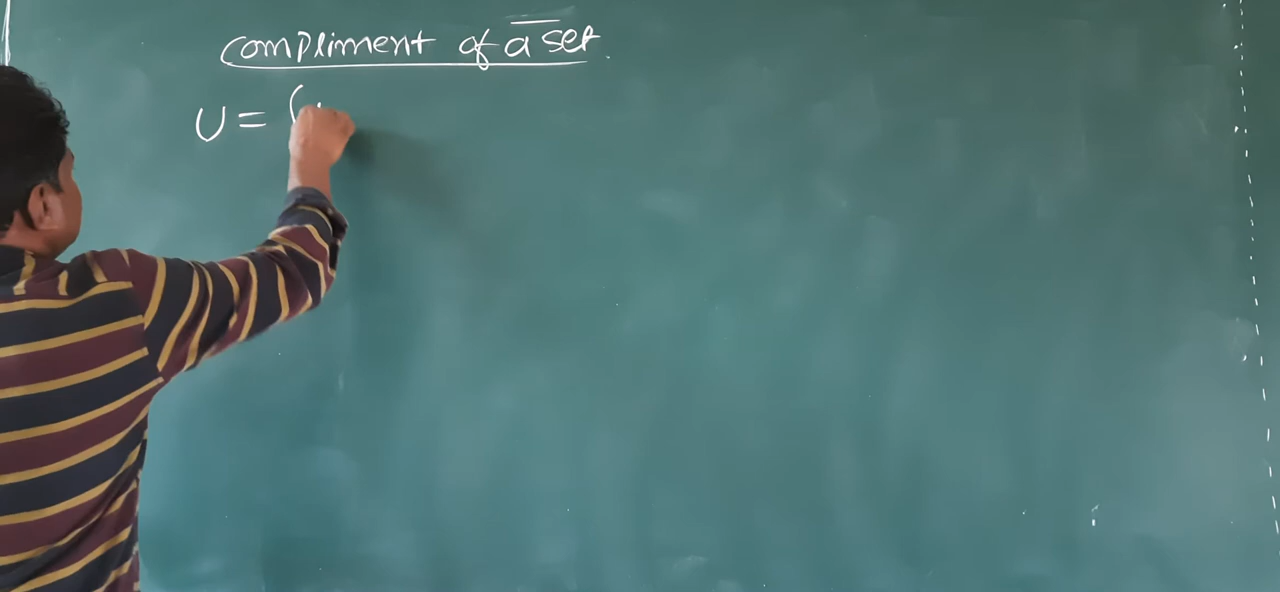 compliment of a set
U = {